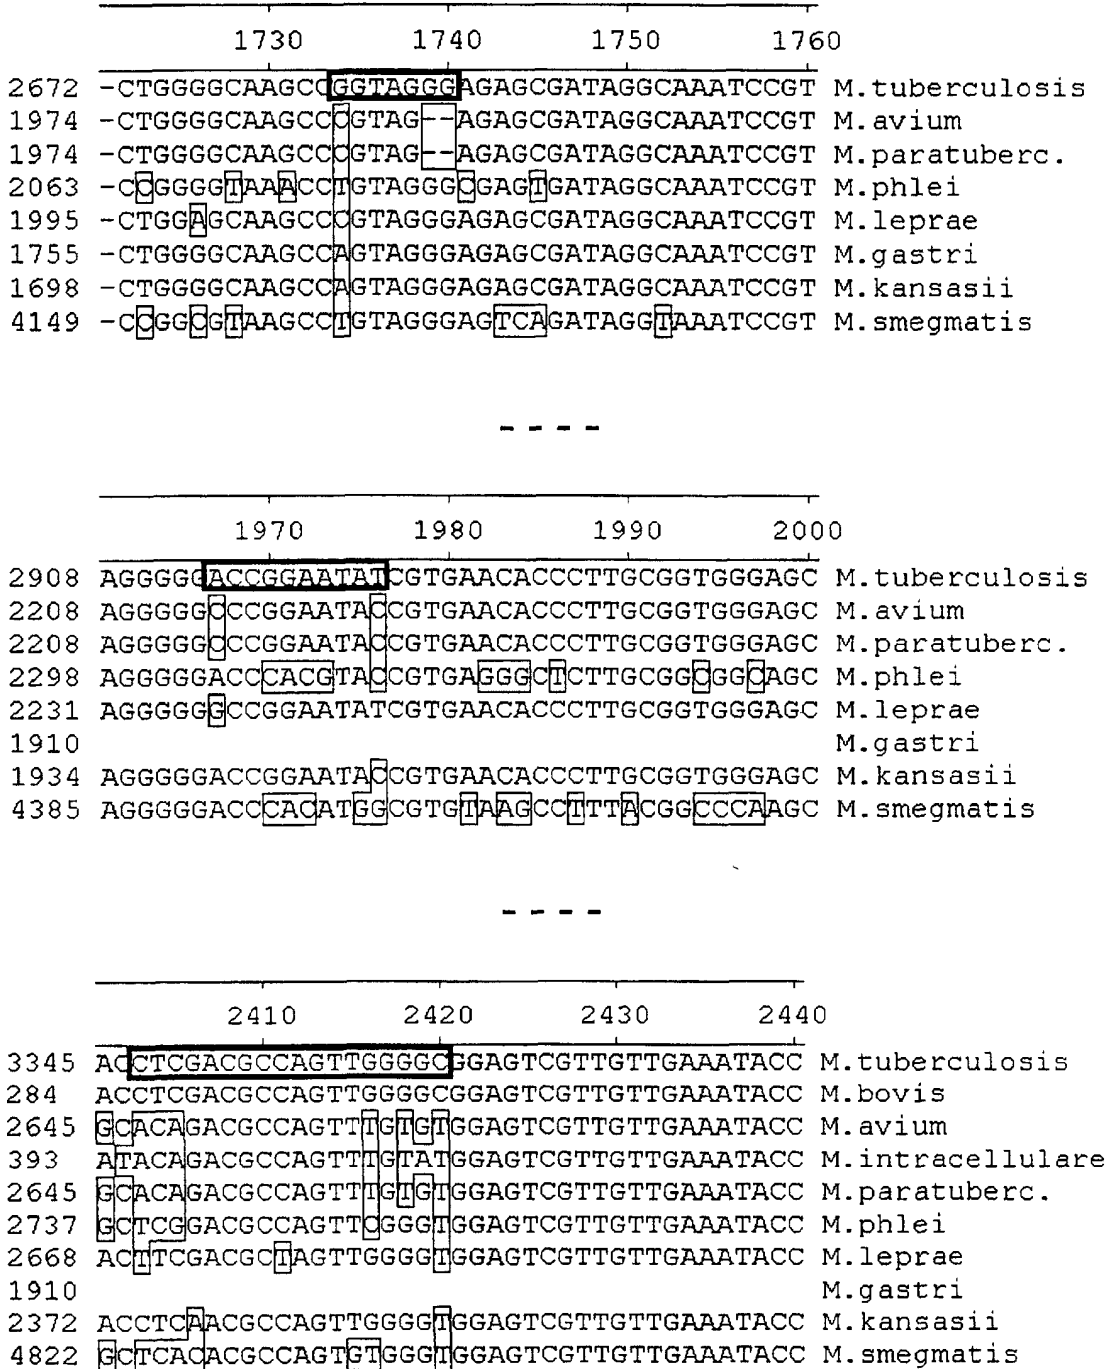 1730 1740 1750 1760
2672 -CTGGGGCAAGCCGGTAGGGAGAGCGATAGGCAAATCCGT M.tuberculosis
1974 -CTGGGGCAAGCCCGTAG--AGAGCGATAGGCAAATCCGT M.avium
1974 -CTGGGGCAAGCCCGTAG--AGAGCGATAGGCAAATCCGT M.paratuberc.
2063 -CCGGGGTAAACCTGTAGGGCGAGTGATAGGCAAATCCGT M.phlei
1995 -CTGGAGCAAGCCCGTAGGGAGAGCGATAGGCAAATCCGT M.leprae
1755 -CTGGGGCAAGCCAGTAGGGAGAGCGATAGGCAAATCCGT M.gastri
1698 -CTGGGGCAAGCCAGTAGGGAGAGCGATAGGCAAATCCGT M.kansasii
4149 -CCGGCGTAAGCCTGTAGGGAGTCAGATAGGTAAATCCGT M.smegmatis
- - - -
1970 1980 1990 2000
2908 AGGGGGACCGGAATATCGTGAACACCCTTGCGGTGGGAGC M.tuberculosis
2208 AGGGGGCCCGGAATACCGTGAACACCCTTGCGGTGGGAGC M.avium
2208 AGGGGGCCCGGAATACCGTGAACACCCTTGCGGTGGGAGC M.paratuberc.
2298 AGGGGGACCCACGTACCGTGAGGGCTCTTGCGGCGGCAGC M.phlei
2231 AGGGGGGCCGGAATATCGTGAACACCCTTGCGGTGGGAGC M.leprae
1910 M.gastri
1934 AGGGGGACCGGAATACCGTGAACACCCTTGCGGTGGGAGC M.kansasii
4385 AGGGGGACCCACATGGCGTGTAAGCCTTTACGGCCCAAGC M.smegmatis
- - - -
2410 2420 2430 2440
3345 ACCTCGACGCCAGTTGGGGCGGAGTCGTTGTTGAAATACC M.tuberculosis
284 ACCTCGACGCCAGTTGGGGCGGAGTCGTTGTTGAAATACC M.bovis
2645 GCACAGACGCCAGTTTGTGTGGAGTCGTTGTTGAAATACC M.avium
393 ATACAGACGCCAGTTTGTATGGAGTCGTTGTTGAAATACC M.intracellulare
2645 GCACAGACGCCAGTTTGTGTGGAGTCGTTGTTGAAATACC M.paratuberc.
2737 GCTCGGACGCCAGTTCGGGTGGAGTCGTTGTTGAAATACC M.phlei
2668 ACTTCGACGCTAGTTGGGGTGGAGTCGTTGTTGAAATACC M.leprae
1910 M.gastri
2372 ACCTCAACGCCAGTTGGGGTGGAGTCGTTGTTGAAATACC M.kansasii
4822 GCTCACACGCCAGTGTGGGTGGAGTCGTTGTTGAAATACC M.smegmatis